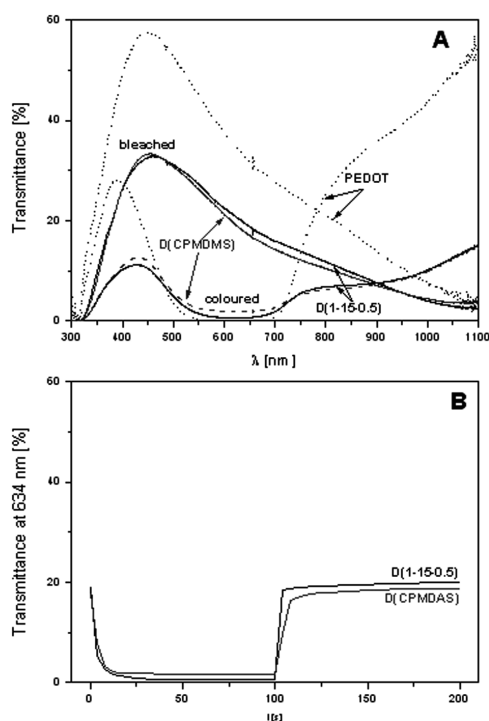 60
A
40
20
0
Transmittance [%]
bleached
PEDOT
D(CPMDMS)
coloured
D(1-15-0.5)
300 400 500 600 700 800 900 1000 1100
λ [nm]
60
B
40
20
0
Transmittance at 634 nm [%]
D(1-15-0.5)
D(CPMDAS)
0 50 100 150 200